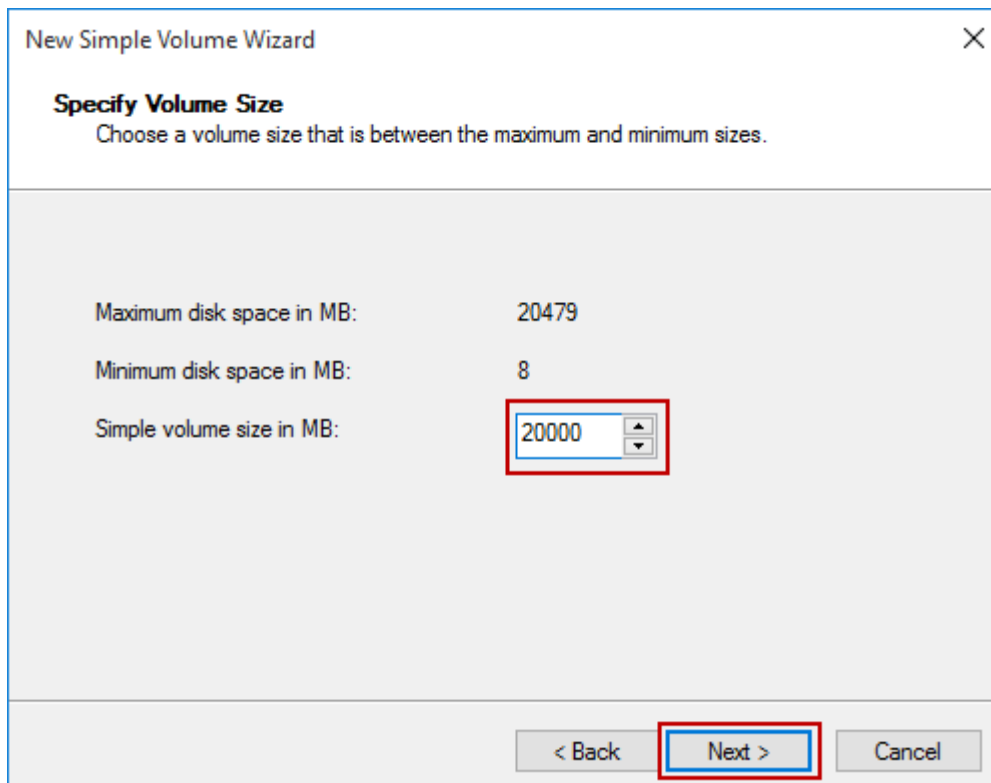 New Simple Volume Wizard
Specify Volume Size
Choose a volume size that is between the maximum and minimum sizes.
Maximum disk space in MB: 20479
Minimum disk space in MB: 8
Simple volume size in MB: 20000
< Back Next > Cancel